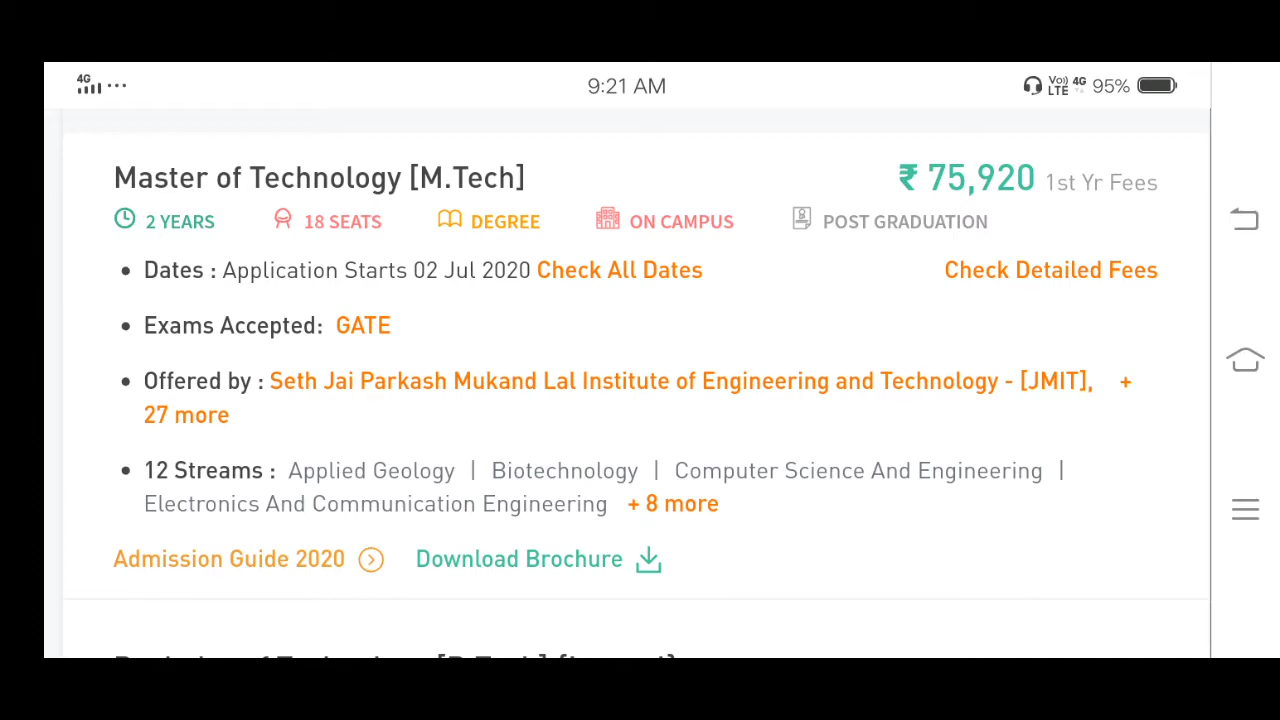 4G ... 9:21 AM Vo)) LTE 4G 95%
Master of Technology [M.Tech] ₹ 75,920 1st Yr Fees
2 YEARS 18 SEATS DEGREE ON CAMPUS POST GRADUATION
• Dates : Application Starts 02 Jul 2020 Check All Dates Check Detailed Fees
• Exams Accepted: GATE
• Offered by : Seth Jai Parkash Mukand Lal Institute of Engineering and Technology - [JMIT], +
27 more
• 12 Streams : Applied Geology | Biotechnology | Computer Science And Engineering |
Electronics And Communication Engineering + 8 more
Admission Guide 2020 Download Brochure